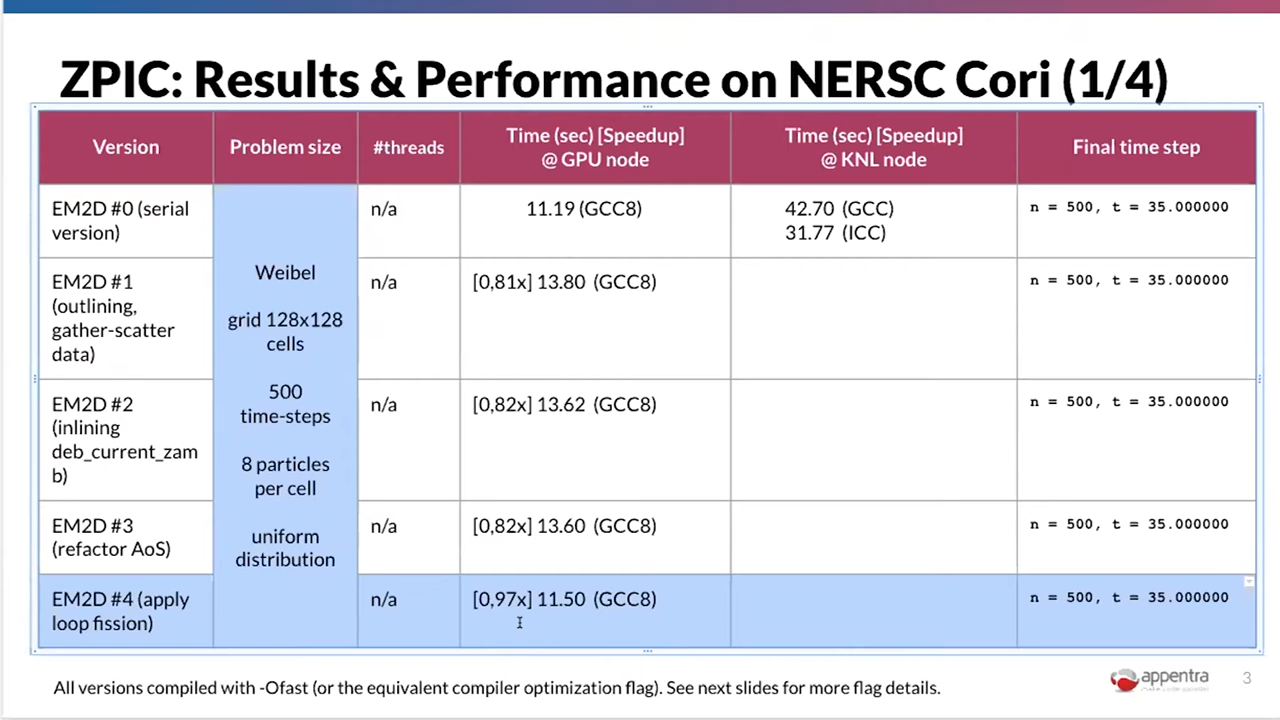 ZPIC: Results & Performance on NERSC Cori (1/4)
Version
Problem size
#threads
Time (sec) [Speedup]
@ GPU node
Time (sec) [Speedup]
@ KNL node
Final time step
EM2D #0 (serial
version)
n/a
11.19 (GCC8)
42.70 (GCC)
31.77 (ICC)
n = 500, t = 35.000000
Weibel
grid 128x128
cells
500
time-steps
8 particles
per cell
uniform
distribution
EM2D #1
(outlining,
gather-scatter
data)
n/a
[0,81x] 13.80 (GCC8)
n = 500, t = 35.000000
EM2D #2
(inlining
deb_current_zam
b)
n/a
[0,82x] 13.62 (GCC8)
n = 500, t = 35.000000
EM2D #3
(refactor AoS)
n/a
[0,82x] 13.60 (GCC8)
n = 500, t = 35.000000
EM2D #4 (apply
loop fission)
n/a
[0,97x] 11.50 (GCC8)
n = 500, t = 35.000000
All versions compiled with -Ofast (or the equivalent compiler optimization flag). See next slides for more flag details.
appentra
3